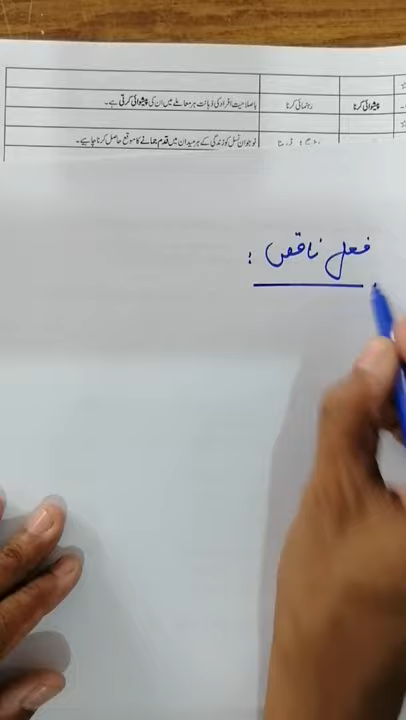 پیشوائی کرنا رہنمائی کرنا باصلاحیت افراد کی ذہانت ہر معاملے میں ان کی پیشوائی کرتی ہے۔
نوجوان نسل کو زندگی کے ہر میدان میں قدم جمانے کا موقع حاصل کرنا چاہیے۔
فعل ناقص :